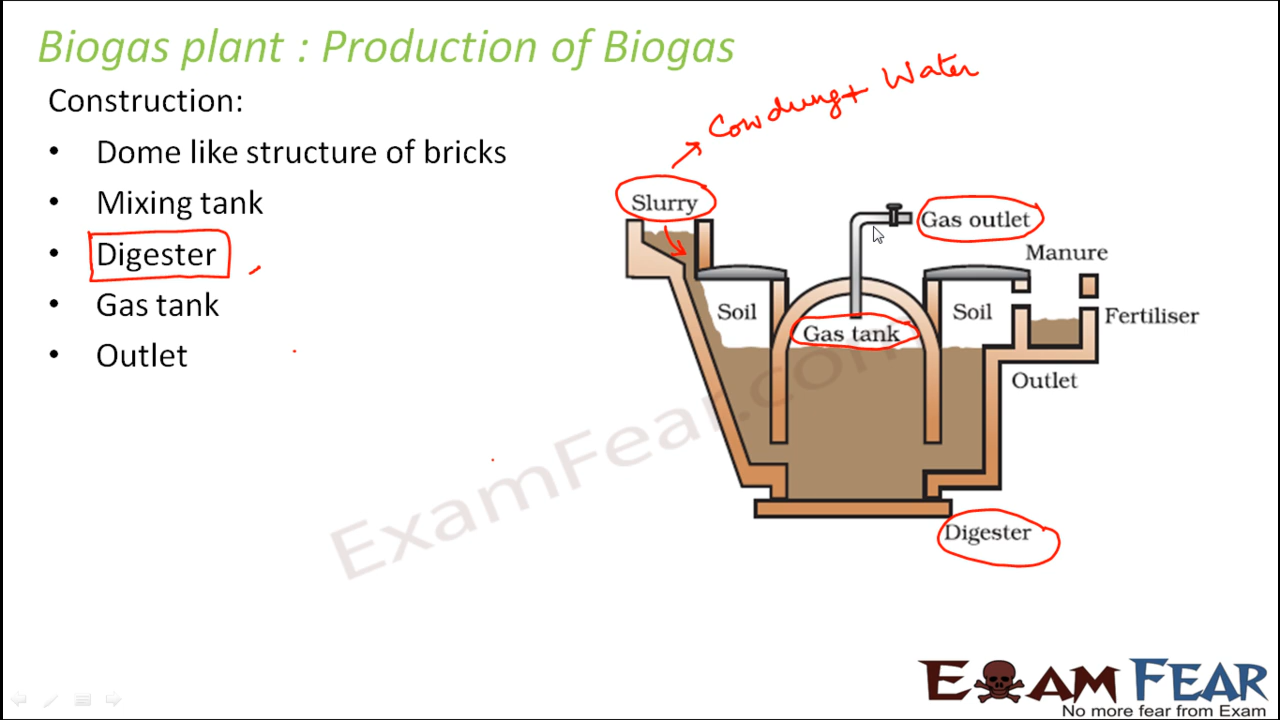 Biogas plant : Production of Biogas
Construction:
• Dome like structure of bricks
• Mixing tank
• Digester
• Gas tank
• Outlet
Cowdung + Water
Slurry
Gas outlet
Manure
Soil
Soil
Fertiliser
Gas tank
Outlet
Digester
ExamFear.com
EXAM FEAR
No more fear from Exam